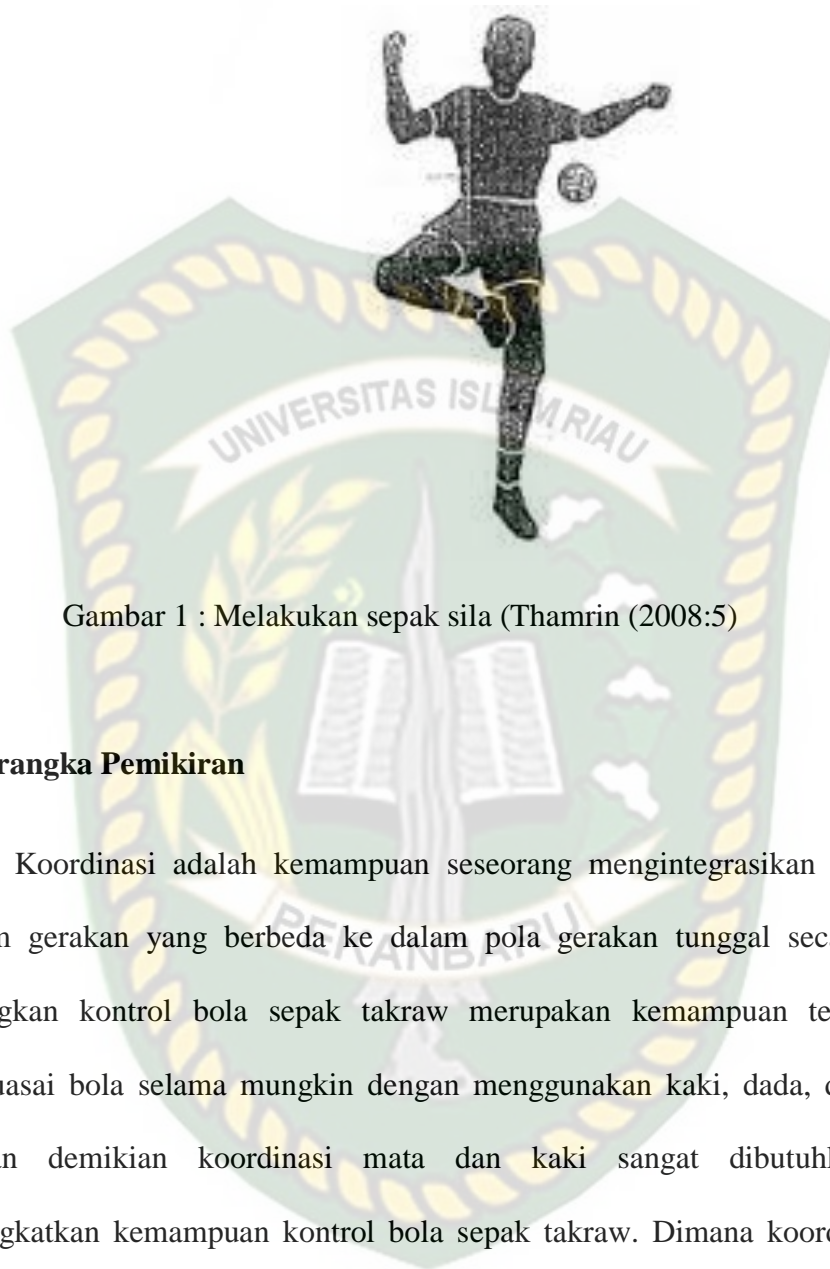 UNIVERSITAS ISLAM RIAU
Gambar 1 : Melakukan sepak sila (Thamrin (2008:5)
rangka Pemikiran
Koordinasi adalah kemampuan seseorang mengintegrasikan
n gerakan yang berbeda ke dalam pola gerakan tunggal sec
PEKANBARU
gkan kontrol bola sepak takraw merupakan kemampuan te
uasai bola selama mungkin dengan menggunakan kaki, dada,
n demikian koordinasi mata dan kaki sangat dibutuh
gkatkan kemampuan kontrol bola sepak takraw. Dimana koor